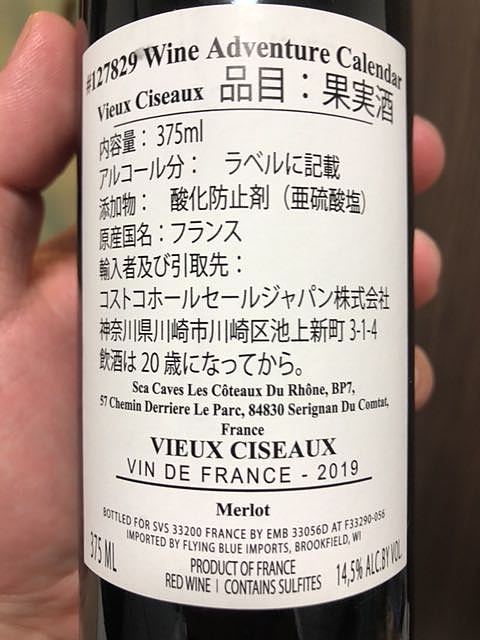 #127829 Wine Adventure Calendar
Vieux Ciseaux 品目：果実酒
内容量： 375ml
アルコール分： ラベルに記載
添加物： 酸化防止剤（亜硫酸塩）
原産国名：フランス
輸入者及び引取先：
コストコホールセールジャパン株式会社
神奈川県川崎市川崎区池上新町 3-1-4
飲酒は 20 歳になってから。
Sca Caves Les Côteaux Du Rhône, BP7,
57 Chemin Derriere Le Parc, 84830 Serignan Du Comtat,
France
VIEUX CISEAUX
VIN DE FRANCE - 2019
Merlot
BOTTLED FÖR SVS 33200 FRANCE BY EMB 33056D AT F33290-056
IMPORTED BY FLYING BLUE IMPORTS, BROOKFIELD, WI
375 ML
PRODUCT OF FRANCE
RED WINE | CONTAINS SULFITES
14,5% ALC.BY VOL